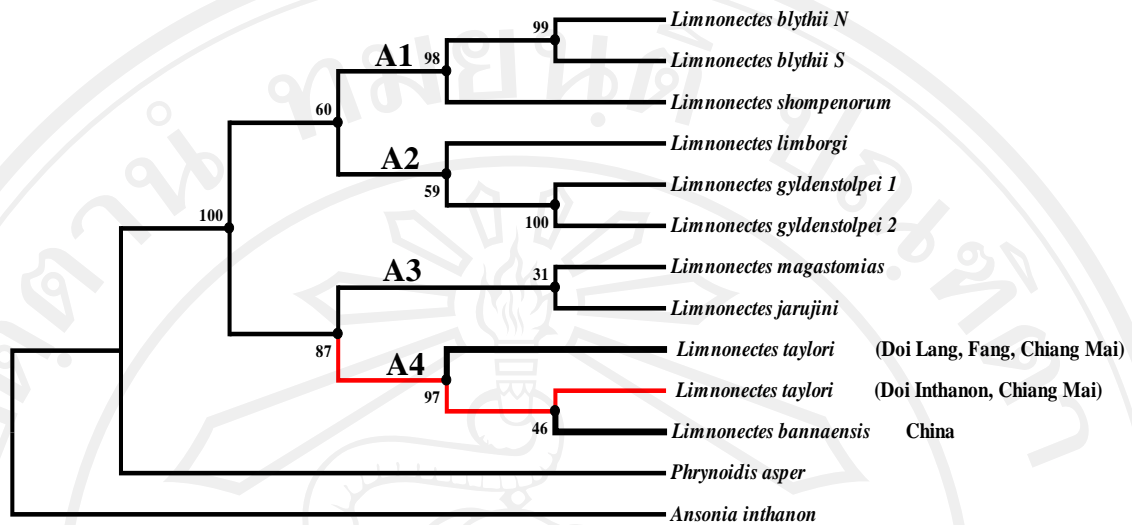 99 Limnonectes blythii N
A1 98 Limnonectes blythii S
60 Limnonectes shompenorum
A2 Limnonectes limborgi
59 Limnonectes gyldenstolpei 1
100 100 Limnonectes gyldenstolpei 2
A3 31 Limnonectes magastomias
Limnonectes jarujini
87 A4 Limnonectes taylori (Doi Lang, Fang, Chiang Mai)
97 Limnonectes taylori (Doi Inthanon, Chiang Mai)
46 Limnonectes bannaensis China
Phrynoidis asper
Ansonia inthanon